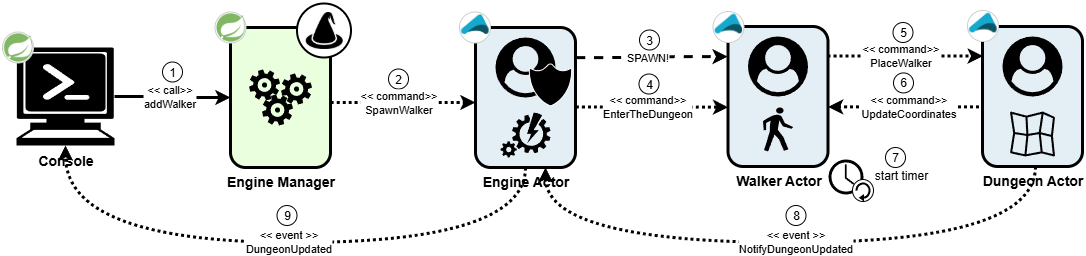 1
<< call>>
addWalker
Console
Engine Manager
2
<< command>>
SpawnWalker
Engine Actor
3
SPAWN!
4
<< command>>
EnterTheDungeon
Walker Actor
5
<< command>>
PlaceWalker
6
<< command>>
UpdateCoordinates
7
start timer
Dungeon Actor
8
<< event >>
NotifyDungeonUpdated
9
<< event >>
DungeonUpdated